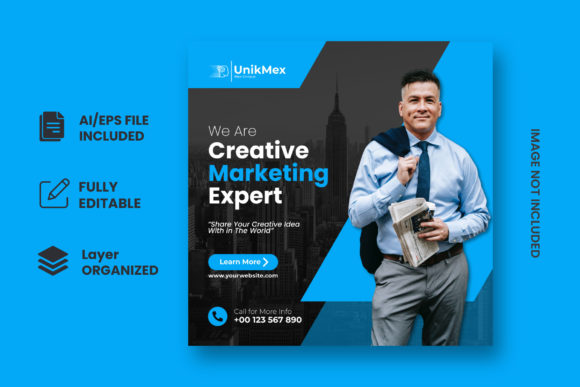 AI/EPS FILE
INCLUDED
FULLY
EDITABLE
Layer
ORGANIZED
UnikMex
We Are
Creative
Marketing
Expert
"Share Your Creative Idea
With in The World"
Learn More
www.yourwebsite.com
Call for More Info
+00 123 567 890
IMAGE NOT INCLUDED